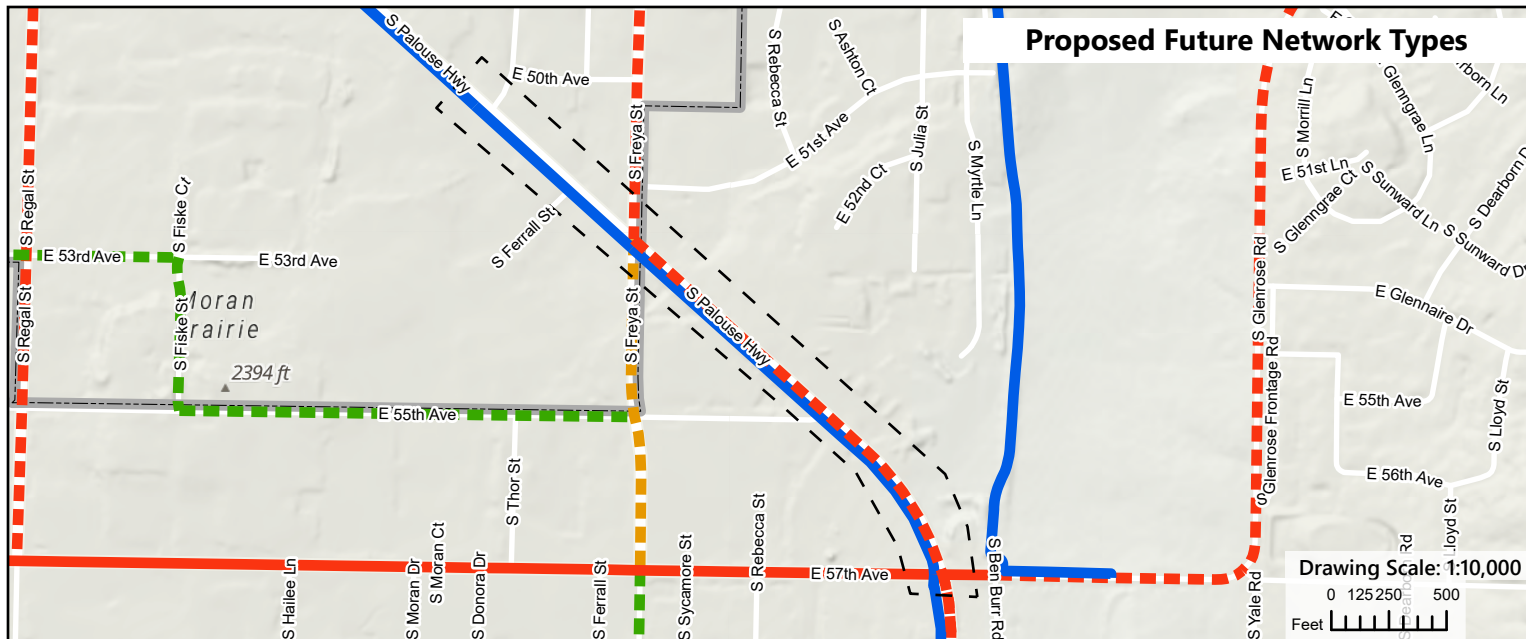 Proposed Future Network Types
S Palouse Hwy
E 50th Ave
S Freya St
S Rebecca St
S Ashton Ct
E 51st Ave
S Julia St
E 52nd Ct
S Myrtle Ln
S Morrill Ln
E Glenngrae Ln
E 51st Ln
S Glenngrae Ct
S Sunward Ln
S Sunward Dr
S Regal St
S Fiske Ct
E 53rd Ave
E 53rd Ave
S Ferrall St
S Glenrose Rd
E Glennaire Dr
Moran
Prairie
S Fiske St
S Regal St
2394 ft
S Freya St
S Palouse Hwy
S Glenrose Frontage Rd
E 55th Ave
E 55th Ave
S Lloyd St
E 56th Ave
S Thor St
S Rebecca St
S Lloyd St
S Moran Ct
S Hailee Ln
S Moran Dr
S Donora Dr
S Ferrall St
S Sycamore St
E 57th Ave
S Ben Burr Rd
S Yale Rd
Drawing Scale: 1:10,000
0 125 250 500
Feet